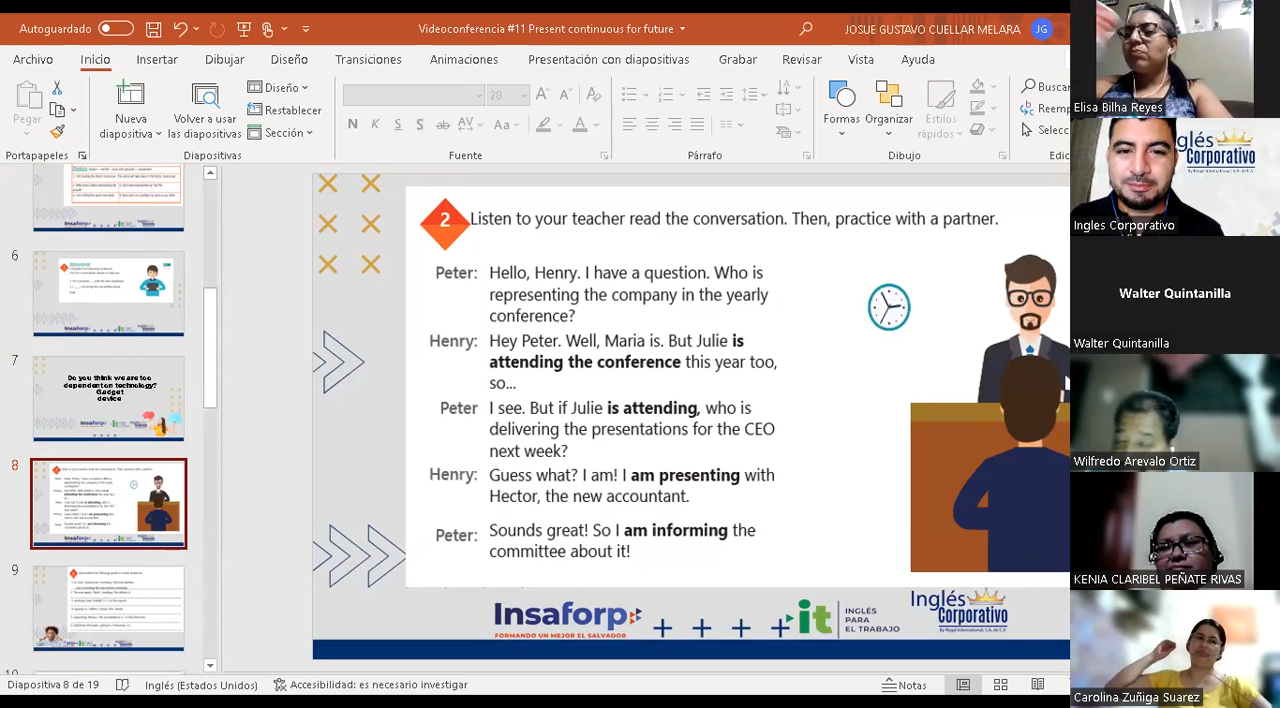 Autoguardado
Videoconferencia #11 Present continuous for future
JOSUE GUSTAVO CUELLAR MELARA
JG
Archivo Inicio Insertar Dibujar Diseño Transiciones Animaciones Presentación con diapositivas Grabar Revisar Vista Ayuda
Pegar
Nueva diapositiva
Volver a usar las diapositivas
Diseño
Restablecer
Sección
28
N K S S ab Aa A
Buscar
Formas
Organizar
Estilos rápidos
Portapapeles Diapositivas Fuente Párrafo Dibujo
6
7
Do you think we are too
dependent on technology?
Gadget
device
8
9
2
Listen to your teacher read the conversation. Then, practice with a partner.
Peter: Hello, Henry. I have a question. Who is
representing the company in the yearly
conference?
Henry: Hey Peter. Well, Maria is. But Julie is
attending the conference this year too,
so...
Peter I see. But if Julie is attending, who is
delivering the presentations for the CEO
next week?
Henry: Guess what? I am! I am presenting with
Hector, the new accountant.
Peter: Sounds great! So I am informing the
committee about it!
Insaforp
FORMANDO UN MEJOR EL SALVADOR
it
INGLÉS
PARA
EL TRABAJO
Inglés
Corporativo
By Regal International, S.A. de C.V.
Diapositiva 8 de 19
Inglés (Estados Unidos)
Accesibilidad: es necesario investigar
Notas
Elisa Bilha Reyes
Ingles Corporativo
Walter Quintanilla
Walter Quintanilla
Wilfredo Arevalo Ortiz
KENIA CLARIBEL PEÑATE RIVAS
Carolina Zuñiga Suarez